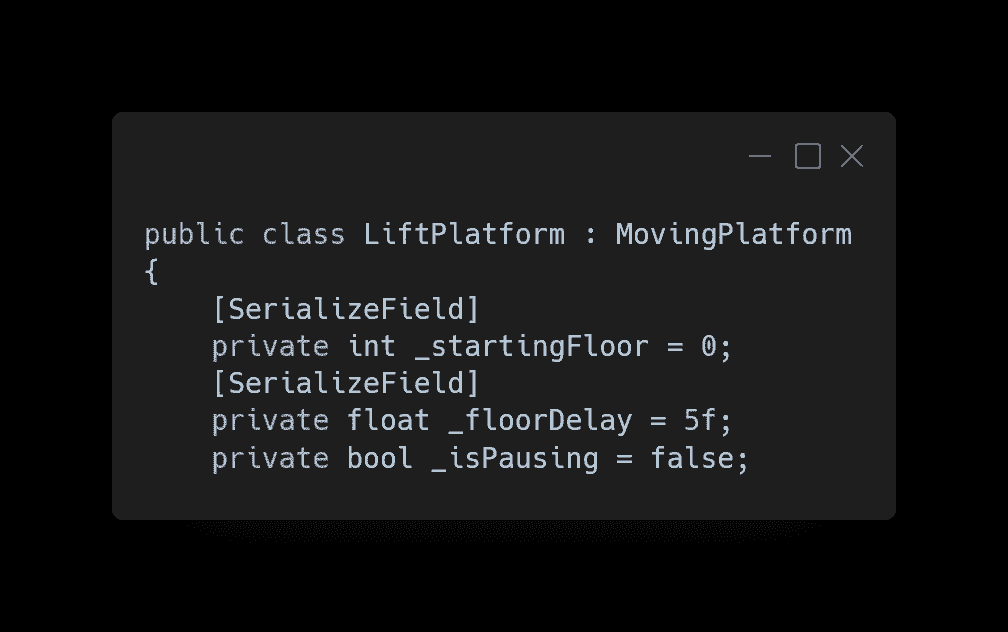 public class LiftPlatform : MovingPlatform
{
    [SerializeField]
    private int _startingFloor = 0;
    [SerializeField]
    private float _floorDelay = 5f;
    private bool _isPausing = false;